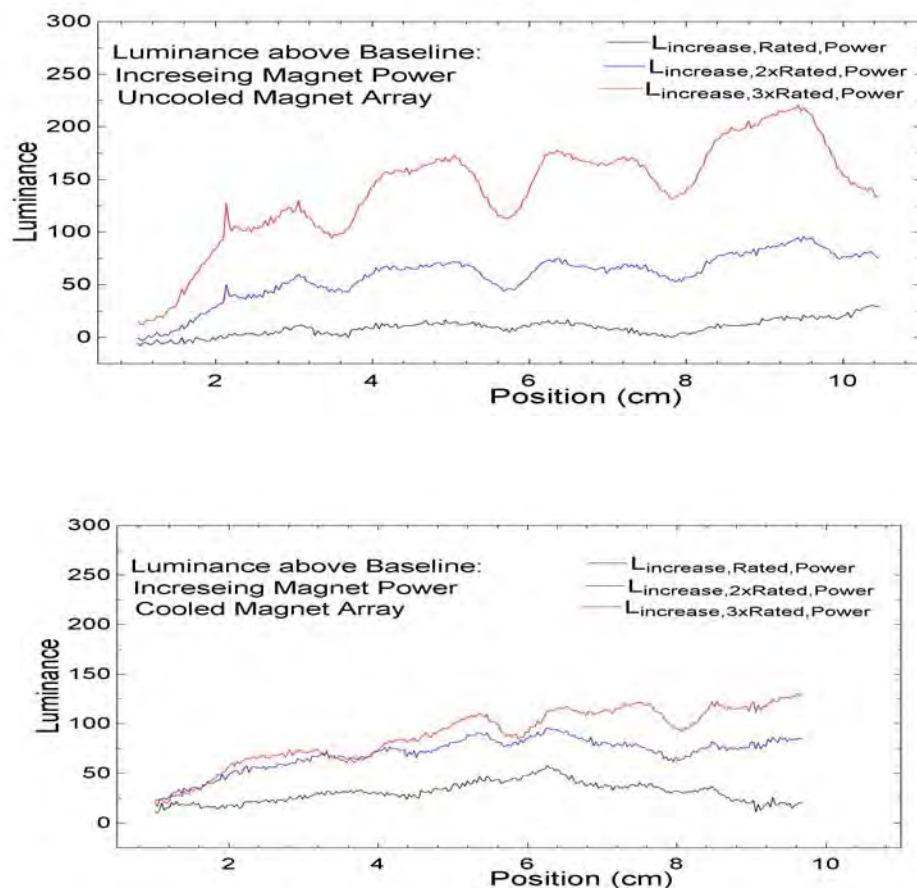 300
250
200
150
100
50
0
Luminance
Luminance above Baseline:
Increseing Magnet Power
Uncooled Magnet Array
Lincrease,Rated,Power
Lincrease,2xRated,Power
Lincrease,3xRated,Power
2 4 6 8 10
Position (cm)
300
250
200
150
100
50
0
Luminance
Luminance above Baseline:
Increseing Magnet Power
Cooled Magnet Array
Lincrease,Rated,Power
Lincrease,2xRated,Power
Lincrease,3xRated,Power
2 4 6 8 10
Position (cm)